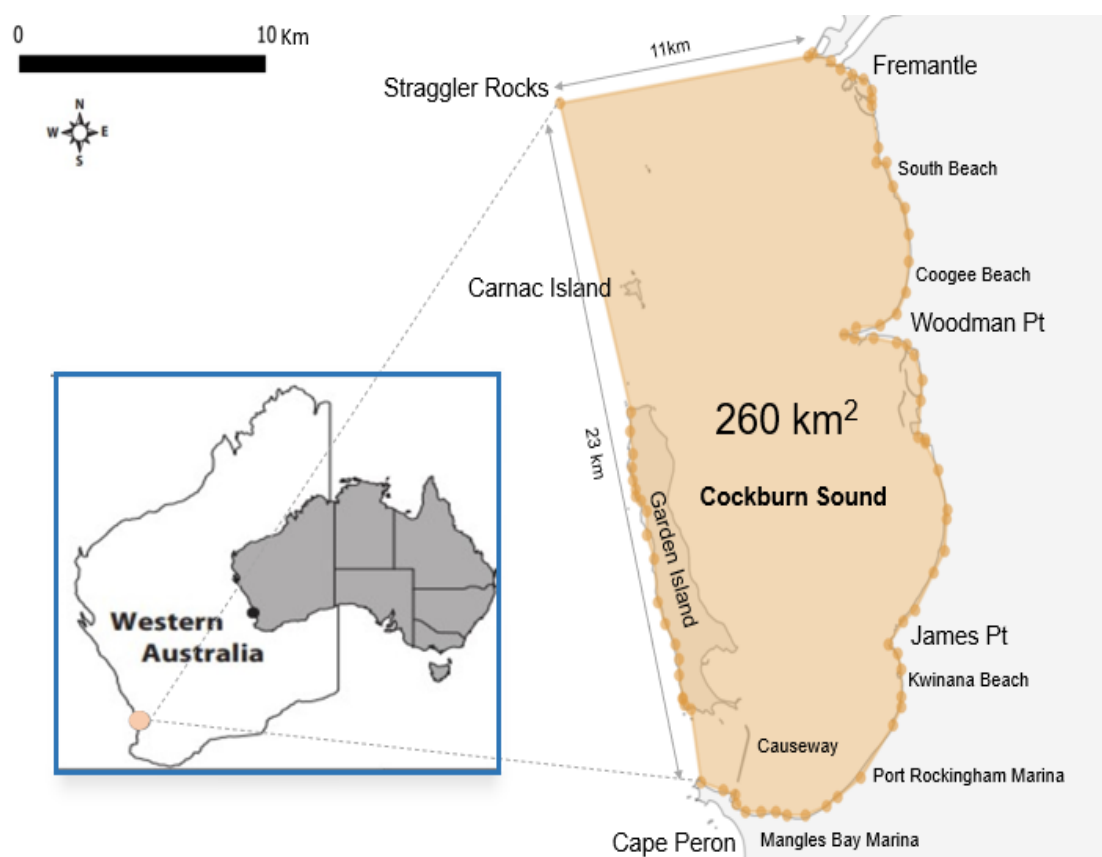 0 10 Km
11km
Straggler Rocks
Fremantle
N
W E
S
South Beach
Carnac Island
Coogee Beach
Woodman Pt
260 km²
23 km
Cockburn Sound
Garden Island
Western
Australia
James Pt
Kwinana Beach
Causeway
Port Rockingham Marina
Cape Peron
Mangles Bay Marina